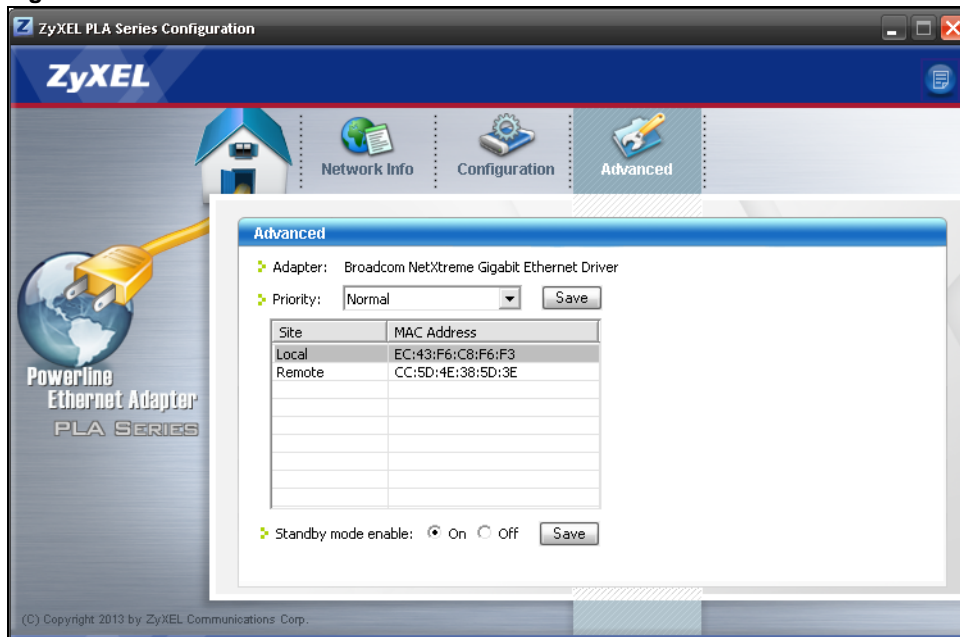 ZyXEL PLA Series Configuration
ZyXEL
Network Info
Configuration
Advanced
Advanced
Adapter: Broadcom NetXtreme Gigabit Ethernet Driver
Priority: Normal Save
Site MAC Address
Local EC:43:F6:C8:F6:F3
Remote CC:5D:4E:38:5D:3E
Powerline
Ethernet Adapter
PLA SERIES
Standby mode enable: On Off Save
(C) Copyright 2013 by ZyXEL Communications Corp.